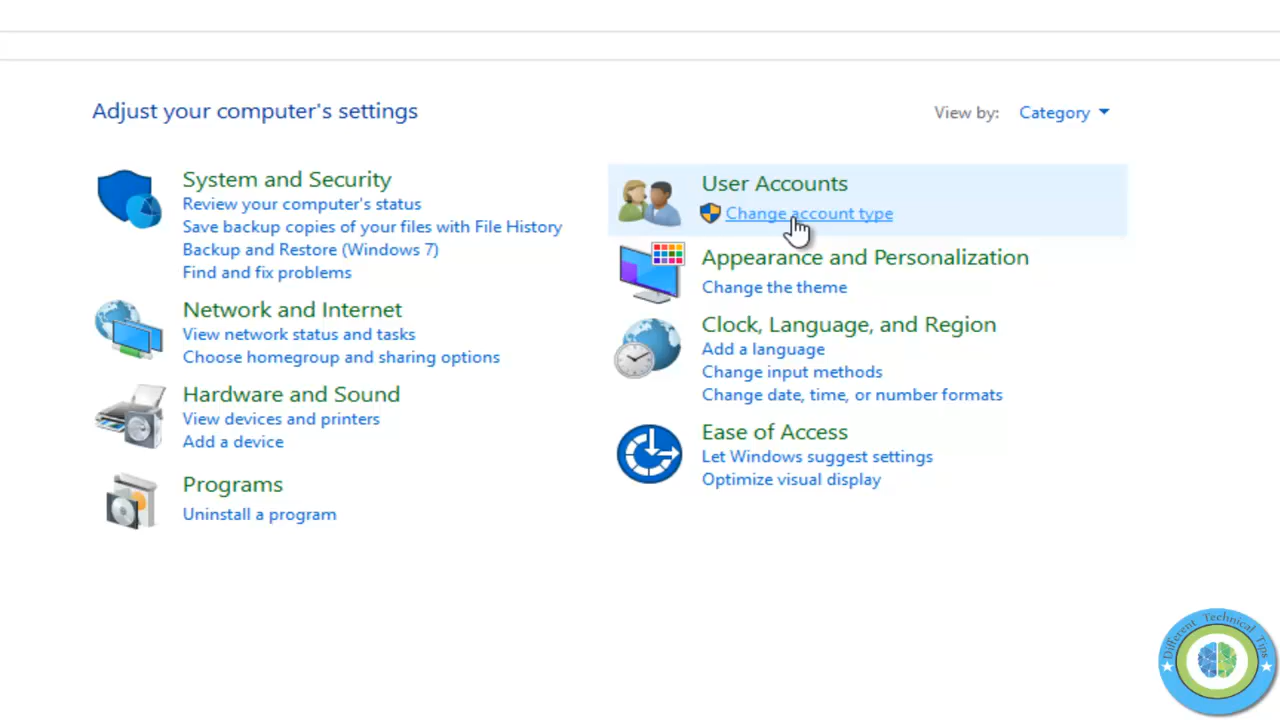 Adjust your computer's settings
View by: Category
System and Security
Review your computer's status
Save backup copies of your files with File History
Backup and Restore (Windows 7)
Find and fix problems
Network and Internet
View network status and tasks
Choose homegroup and sharing options
Hardware and Sound
View devices and printers
Add a device
Programs
Uninstall a program
User Accounts
Change account type
Appearance and Personalization
Change the theme
Clock, Language, and Region
Add a language
Change input methods
Change date, time, or number formats
Ease of Access
Let Windows suggest settings
Optimize visual display
Different Technical Tips